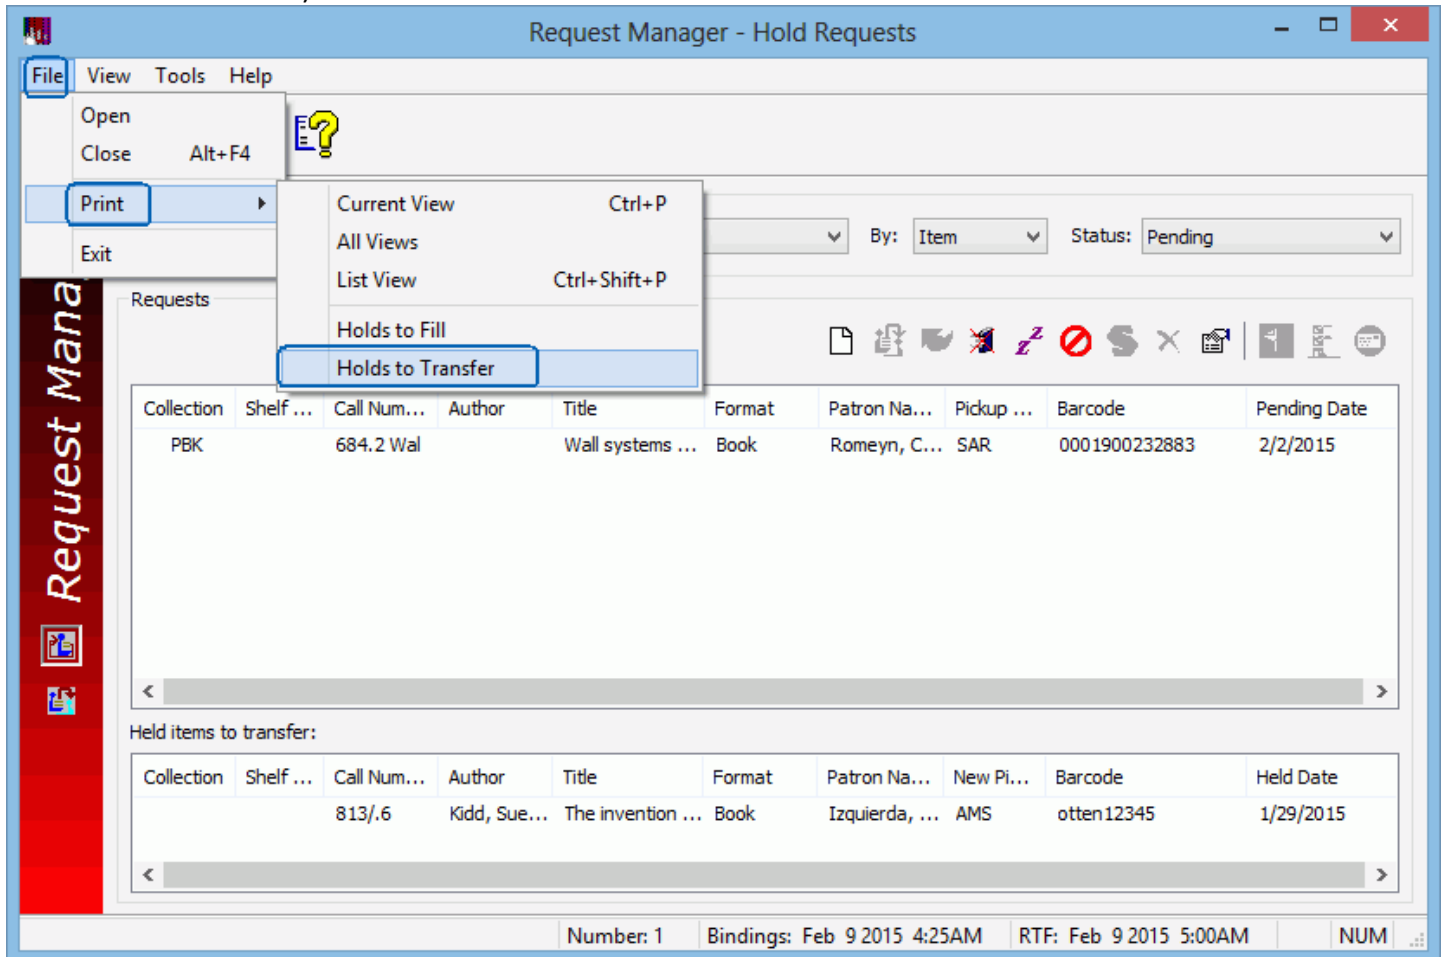 Request Manager - Hold Requests
File View Tools Help
Open
Close Alt+F4
Print
Exit
Current View Ctrl+P
All Views
List View Ctrl+Shift+P
Holds to Fill
Holds to Transfer
By: Item Status: Pending
Request Mana
Requests
Collection Shelf ... Call Num... Author Title Format Patron Na... Pickup ... Barcode Pending Date
PBK 684.2 Wal Wall systems ... Book Romeyn, C... SAR 0001900232883 2/2/2015
Held items to transfer:
Collection Shelf ... Call Num... Author Title Format Patron Na... New Pi... Barcode Held Date
813/.6 Kidd, Sue... The invention ... Book Izquierda, ... AMS otten12345 1/29/2015
Number: 1 Bindings: Feb 9 2015 4:25AM RTF: Feb 9 2015 5:00AM NUM